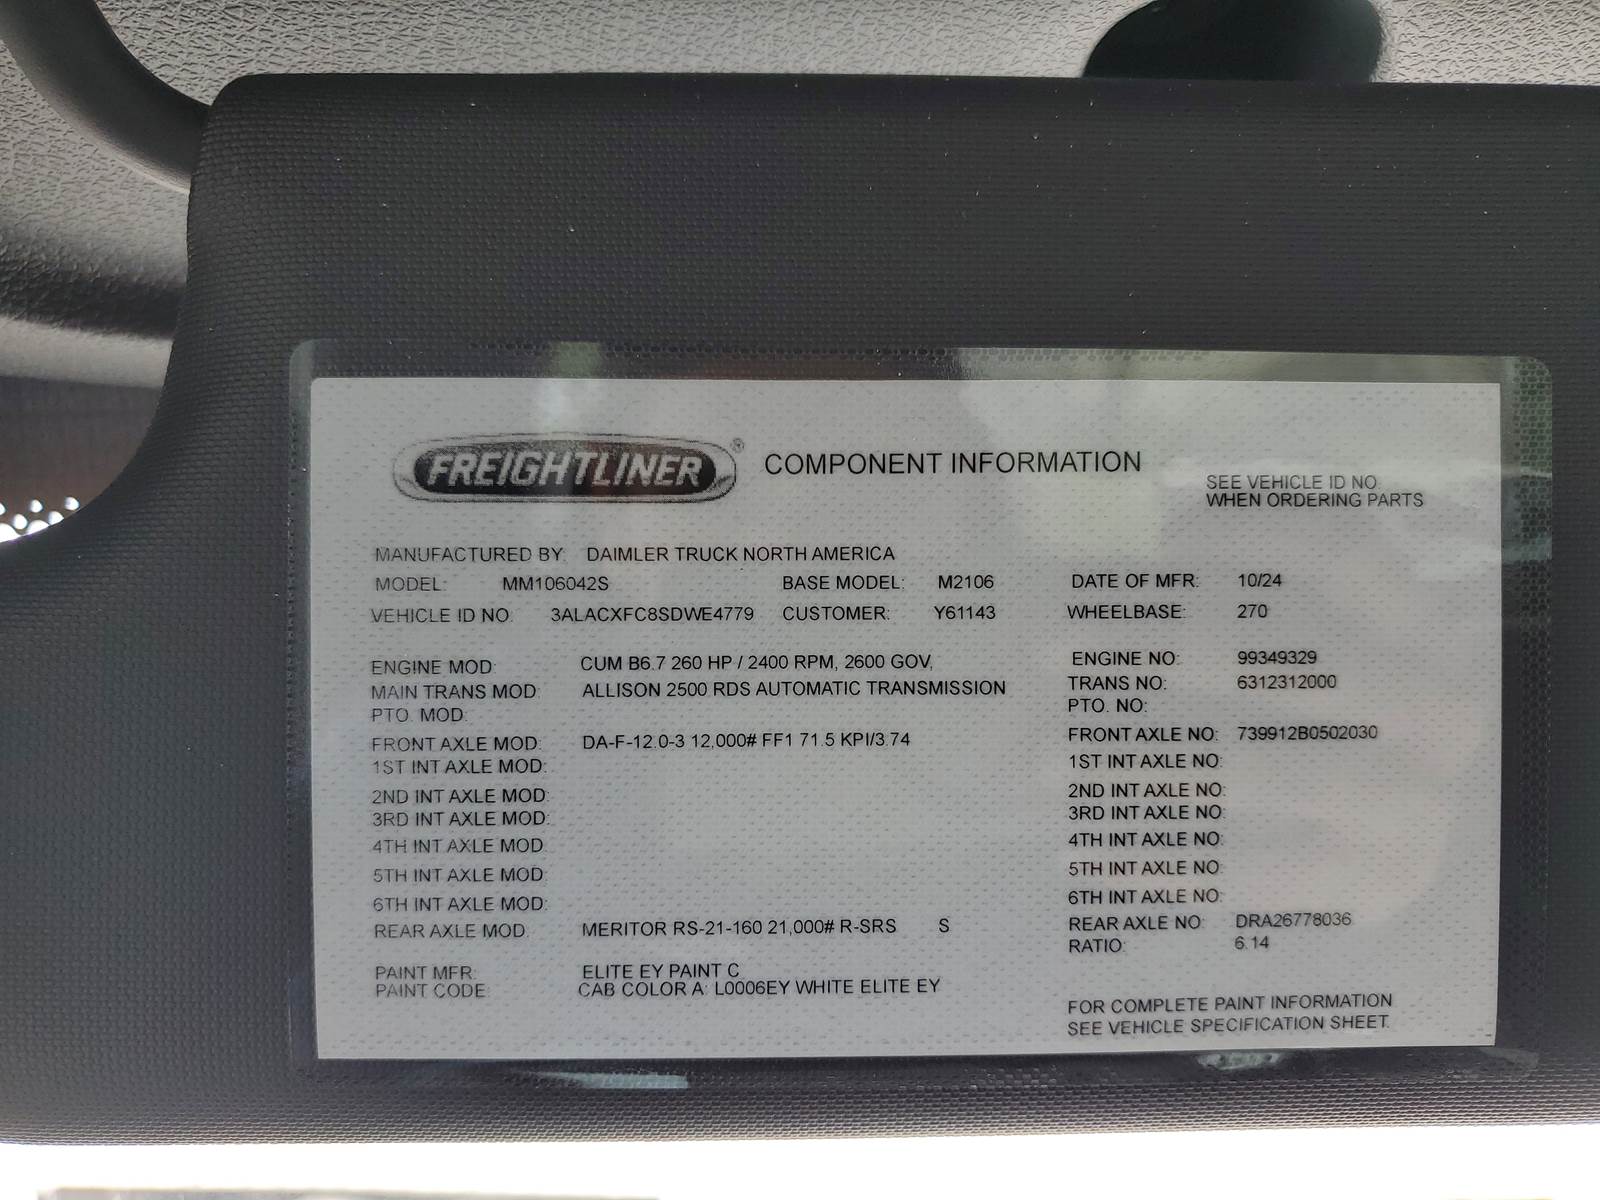 FREIGHTLINER ® COMPONENT INFORMATION
SEE VEHICLE ID NO.
WHEN ORDERING PARTS
MANUFACTURED BY: DAIMLER TRUCK NORTH AMERICA
MODEL: MM106042S BASE MODEL: M2106 DATE OF MFR: 10/24
VEHICLE ID NO. 3ALACXFC8SDWE4779 CUSTOMER: Y61143 WHEELBASE: 270
ENGINE MOD: CUM B6.7 260 HP / 2400 RPM, 2600 GOV, ENGINE NO: 99349329
MAIN TRANS MOD: ALLISON 2500 RDS AUTOMATIC TRANSMISSION TRANS NO: 6312312000
PTO. MOD: PTO. NO:
FRONT AXLE MOD: DA-F-12.0-3 12,000# FF1 71.5 KPI/3.74 FRONT AXLE NO: 739912B0502030
1ST INT AXLE MOD: 1ST INT AXLE NO:
2ND INT AXLE MOD: 2ND INT AXLE NO:
3RD INT AXLE MOD: 3RD INT AXLE NO:
4TH INT AXLE MOD: 4TH INT AXLE NO:
5TH INT AXLE MOD: 5TH INT AXLE NO:
6TH INT AXLE MOD: 6TH INT AXLE NO:
REAR AXLE MOD: MERITOR RS-21-160 21,000# R-SRS S REAR AXLE NO: DRA26778036
RATIO: 6.14
PAINT MFR: ELITE EY PAINT C
PAINT CODE: CAB COLOR A: L0006EY WHITE ELITE EY
FOR COMPLETE PAINT INFORMATION
SEE VEHICLE SPECIFICATION SHEET.